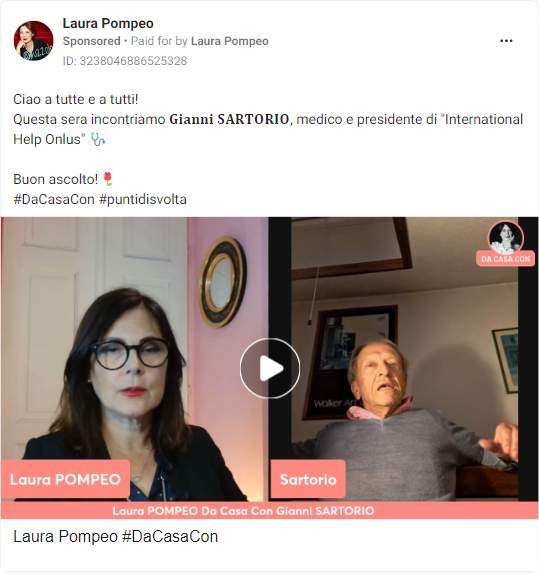 Laura Pompeo
Sponsored • Paid for by Laura Pompeo
ID: 3238046886525328
Ciao a tutte e a tutti!
Questa sera incontriamo 𝐆𝐢𝐚𝐧𝐧𝐢 𝐒𝐀𝐑𝐓𝐎𝐑𝐈𝐎, medico e presidente di "International
Help Onlus" 🩺
Buon ascolto! 🌷
#DaCasaCon #puntidisvolta
DA CASA CON
Walker Art
Laura POMPEO
Sartorio
Laura POMPEO Da Casa Con Gianni SARTORIO
Laura Pompeo #DaCasaCon